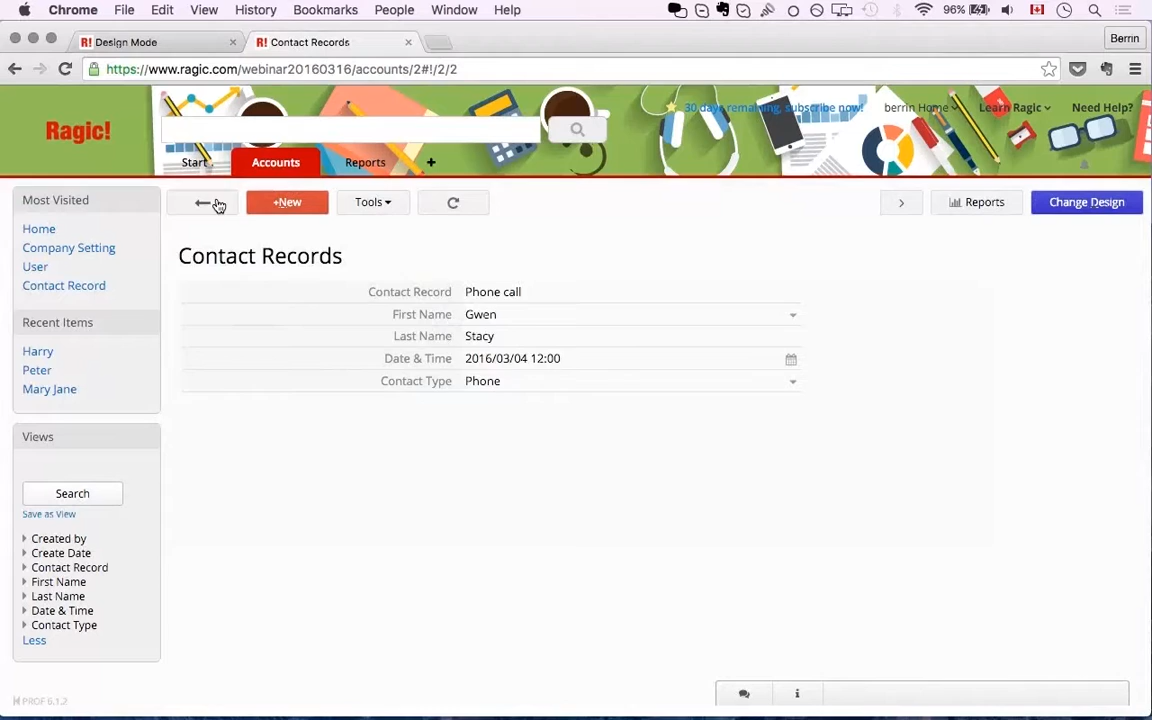 Chrome File Edit View History Bookmarks People Window Help 96%
R! Design Mode × R! Contact Records × Berrin
https://www.ragic.com/webinar20160316/accounts/2#!/2/2
30 days remaining, subscribe now! berrin Home Learn Ragic Need Help?
Ragic!
Start Accounts Reports +
Most Visited
Home
Company Setting
User
Contact Record
Recent Items
Harry
Peter
Mary Jane
Views
Search
Save as View
Created by
Create Date
Contact Record
First Name
Last Name
Date & Time
Contact Type
Less
+New Tools Reports Change Design
Contact Records
Contact Record Phone call
First Name Gwen
Last Name Stacy
Date & Time 2016/03/04 12:00
Contact Type Phone
PROF 6.1.2